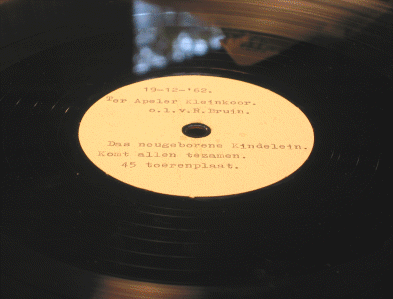 19-12-'62.
Ter Apeler Kleinkoor.
o.l.v.R.Bruin.
Das neugeborene Kindelein.
Komt allen tezamen.
45 toerenplaat.